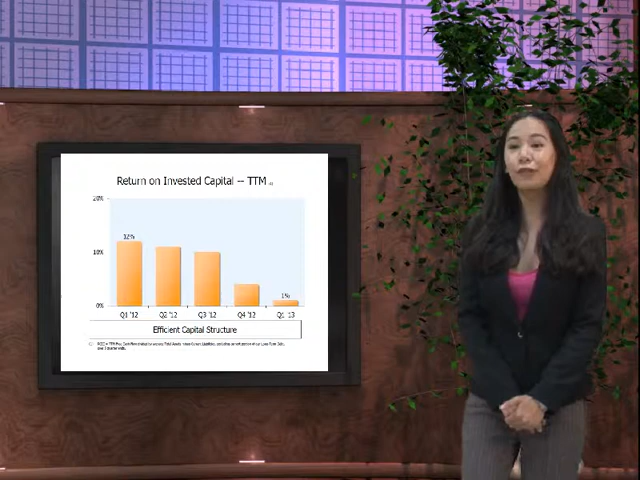 Return on Invested Capital -- TTM
20%
12%
10%
1%
0%
Q1 '12 Q2 '12 Q3 '12 Q4 '12 Q1 '13
Efficient Capital Structure